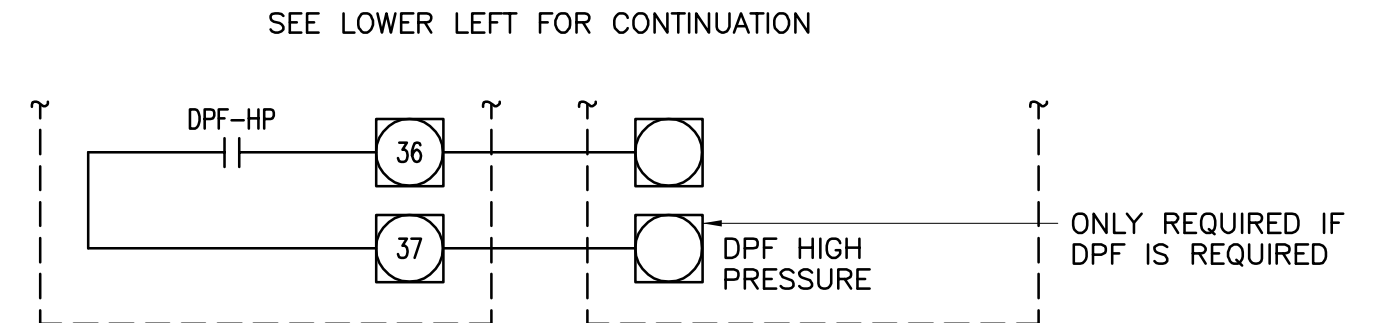 SEE LOWER LEFT FOR CONTINUATION
DPF-HP
36
37
DPF HIGH
PRESSURE
ONLY REQUIRED IF
DPF IS REQUIRED